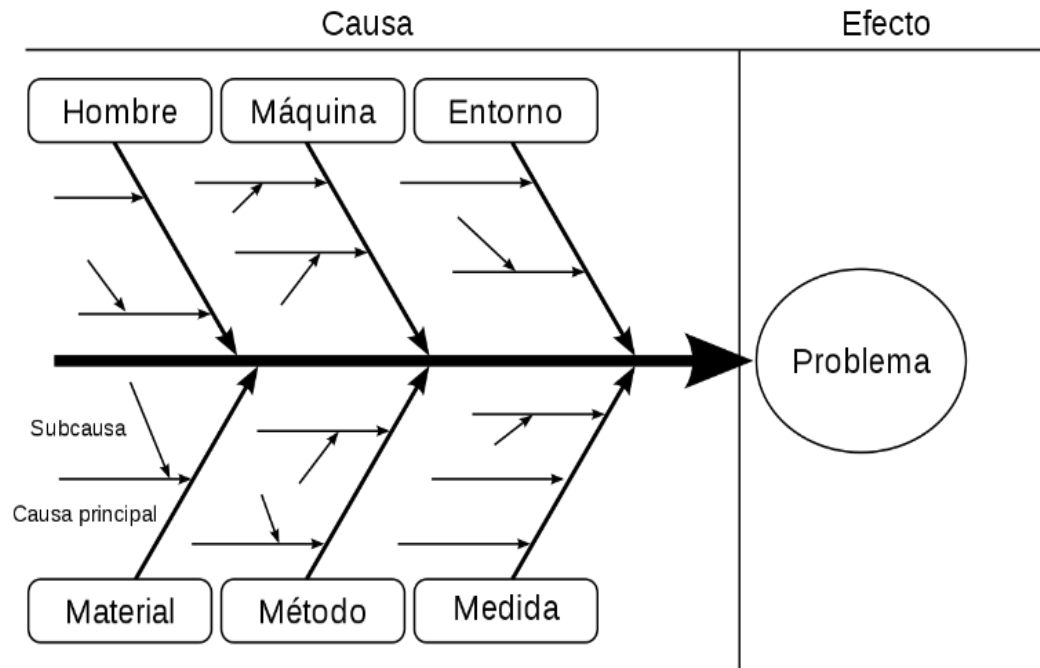 Causa
Efecto
Hombre
Máquina
Entorno
Problema
Subcausa
Causa principal
Material
Método
Medida